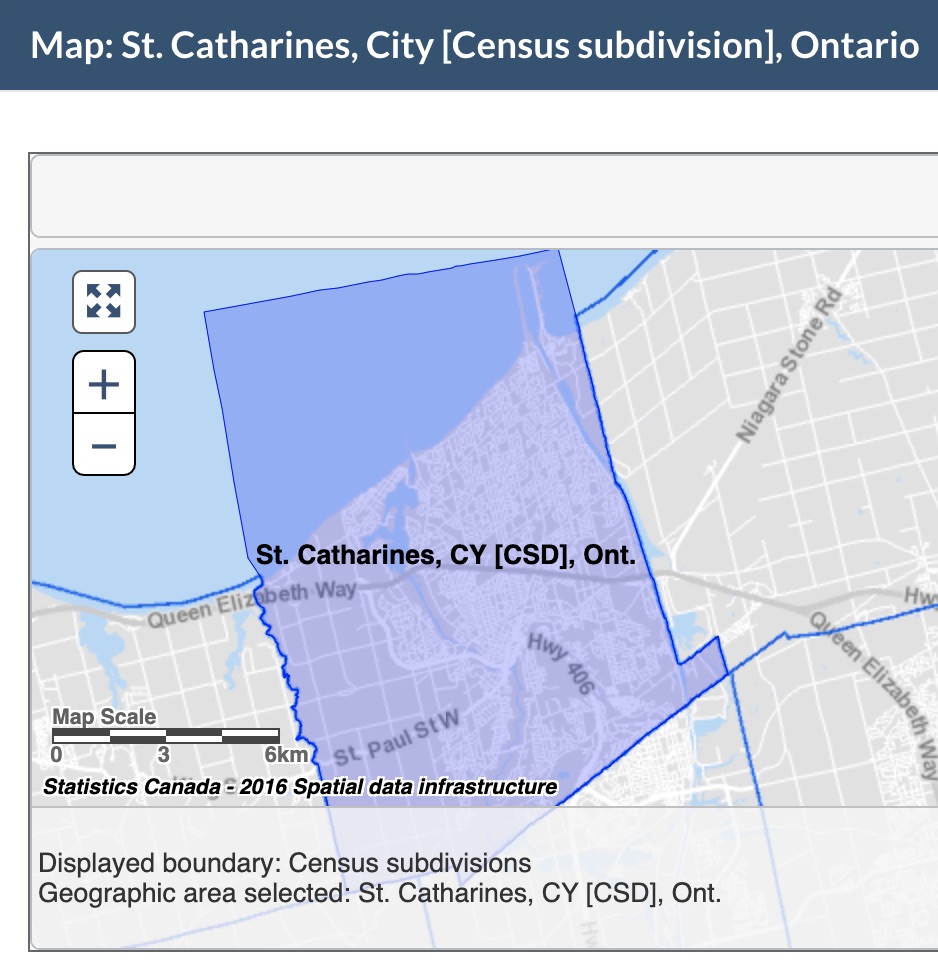 Map: St. Catharines, City [Census subdivision], Ontario
+
−
Niagara Stone Rd
St. Catharines, CY [CSD], Ont.
Queen Elizabeth Way
Hwy
Queen Elizabeth Way
Hwy 406
Map Scale
0 3 6km
St. Paul St W
Statistics Canada - 2016 Spatial data infrastructure
Displayed boundary: Census subdivisions
Geographic area selected: St. Catharines, CY [CSD], Ont.